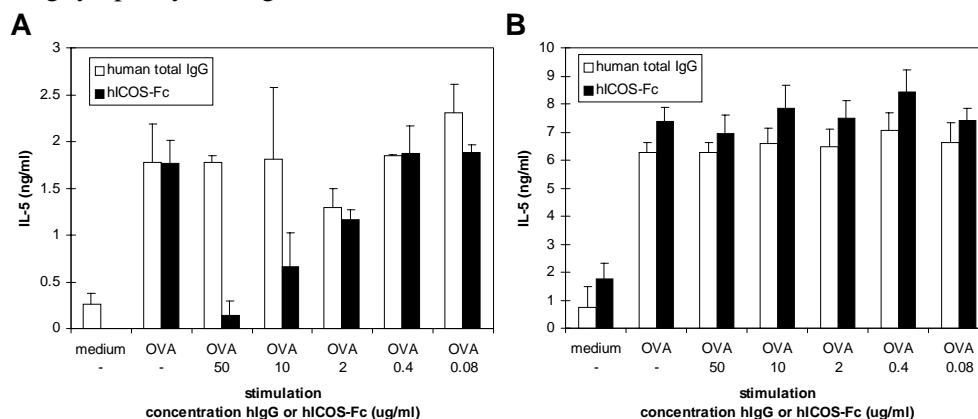 A
3
2.5
2
1.5
1
0.5
0
IL-5 (ng/ml)
human total IgG
hICOS-Fc
medium OVA OVA OVA OVA OVA OVA
- - 50 10 2 0.4 0.08
stimulation
concentration hIgG or hICOS-Fc (ug/ml)
B
10
9
8
7
6
5
4
3
2
1
0
IL-5 (ng/ml)
human total IgG
hICOS-Fc
medium OVA OVA OVA OVA OVA OVA
- - 50 10 2 0.4 0.08
stimulation
concentration hIgG or hICOS-Fc (ug/ml)